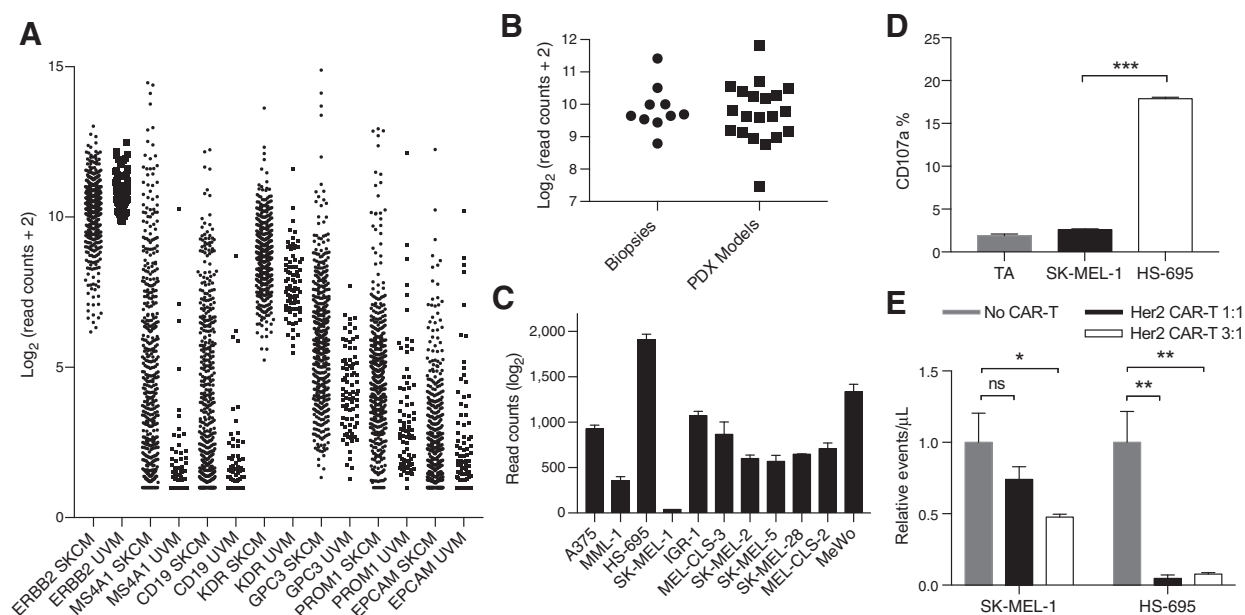 A
15
10
5
0
Log2 (read counts + 2)
ERBB2 SKCM
ERBB2 UVM
MS4A1 SKCM
MS4A1 UVM
CD19 SKCM
CD19 UVM
KDR SKCM
KDR UVM
GPC3 SKCM
GPC3 UVM
PROM1 SKCM
PROM1 UVM
EPCAM SKCM
EPCAM UVM
B
12
11
10
9
8
7
Log2 (read counts + 2)
Biopsies
PDX Models
C
2,000
1,500
1,000
500
0
Read counts (log2)
A375
MML-1
HS-695
SK-MEL-1
IGR-1
MEL-CLS-3
SK-MEL-2
SK-MEL-5
SK-MEL-28
MEL-CLS-2
MeWo
D
25
20
15
10
5
0
CD107a %
***
TA
SK-MEL-1
HS-695
E
No CAR-T
Her2 CAR-T 1:1
Her2 CAR-T 3:1
1.5
1.0
0.5
0.0
Relative events/μL
*
ns
**
**
SK-MEL-1
HS-695